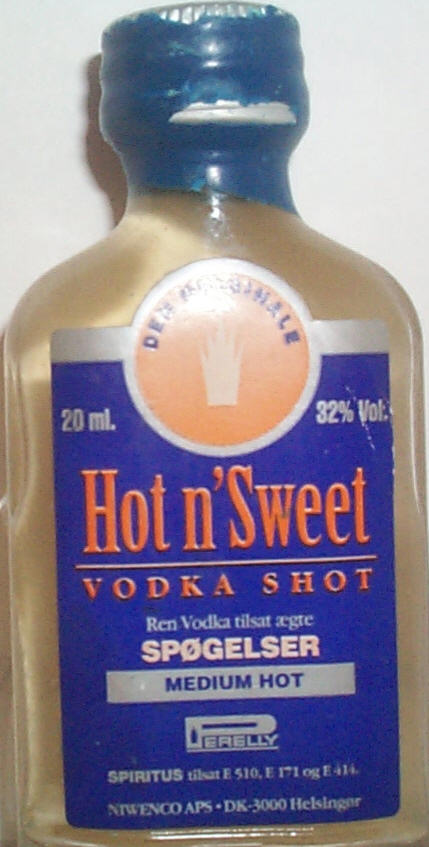 DEN ORIGINALE
20 ml.
32% Vol.
Hot n' Sweet
VODKA SHOT
Ren Vodka tilsat ægte
SPØGELSER
MEDIUM HOT
PERELLY
SPIRITUS tilsat E 510, E 171 og E 414.
NIWENCO APS • DK-3000 Helsingør